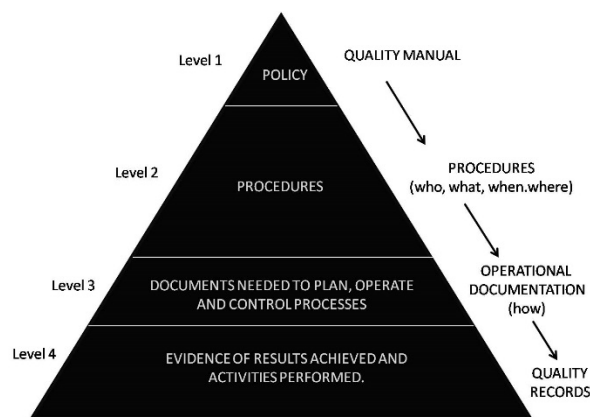 Level 1
POLICY
QUALITY MANUAL
Level 2
PROCEDURES
PROCEDURES
(who, what, when.where)
Level 3
DOCUMENTS NEEDED TO PLAN, OPERATE
AND CONTROL PROCESSES
OPERATIONAL
DOCUMENTATION
(how)
Level 4
EVIDENCE OF RESULTS ACHIEVED AND
ACTIVITIES PERFORMED.
QUALITY
RECORDS